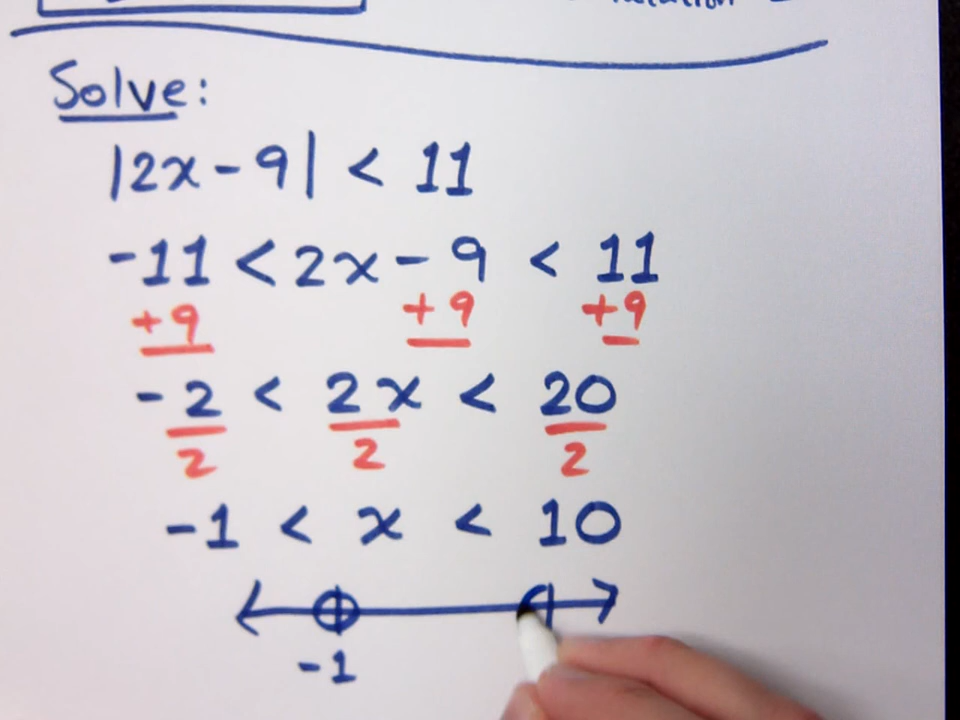 Solve:
|2x - 9| < 11
-11 < 2x - 9 < 11
+9 +9 +9
-2 < 2x < 20
2 2 2
-1 < x < 10
-1